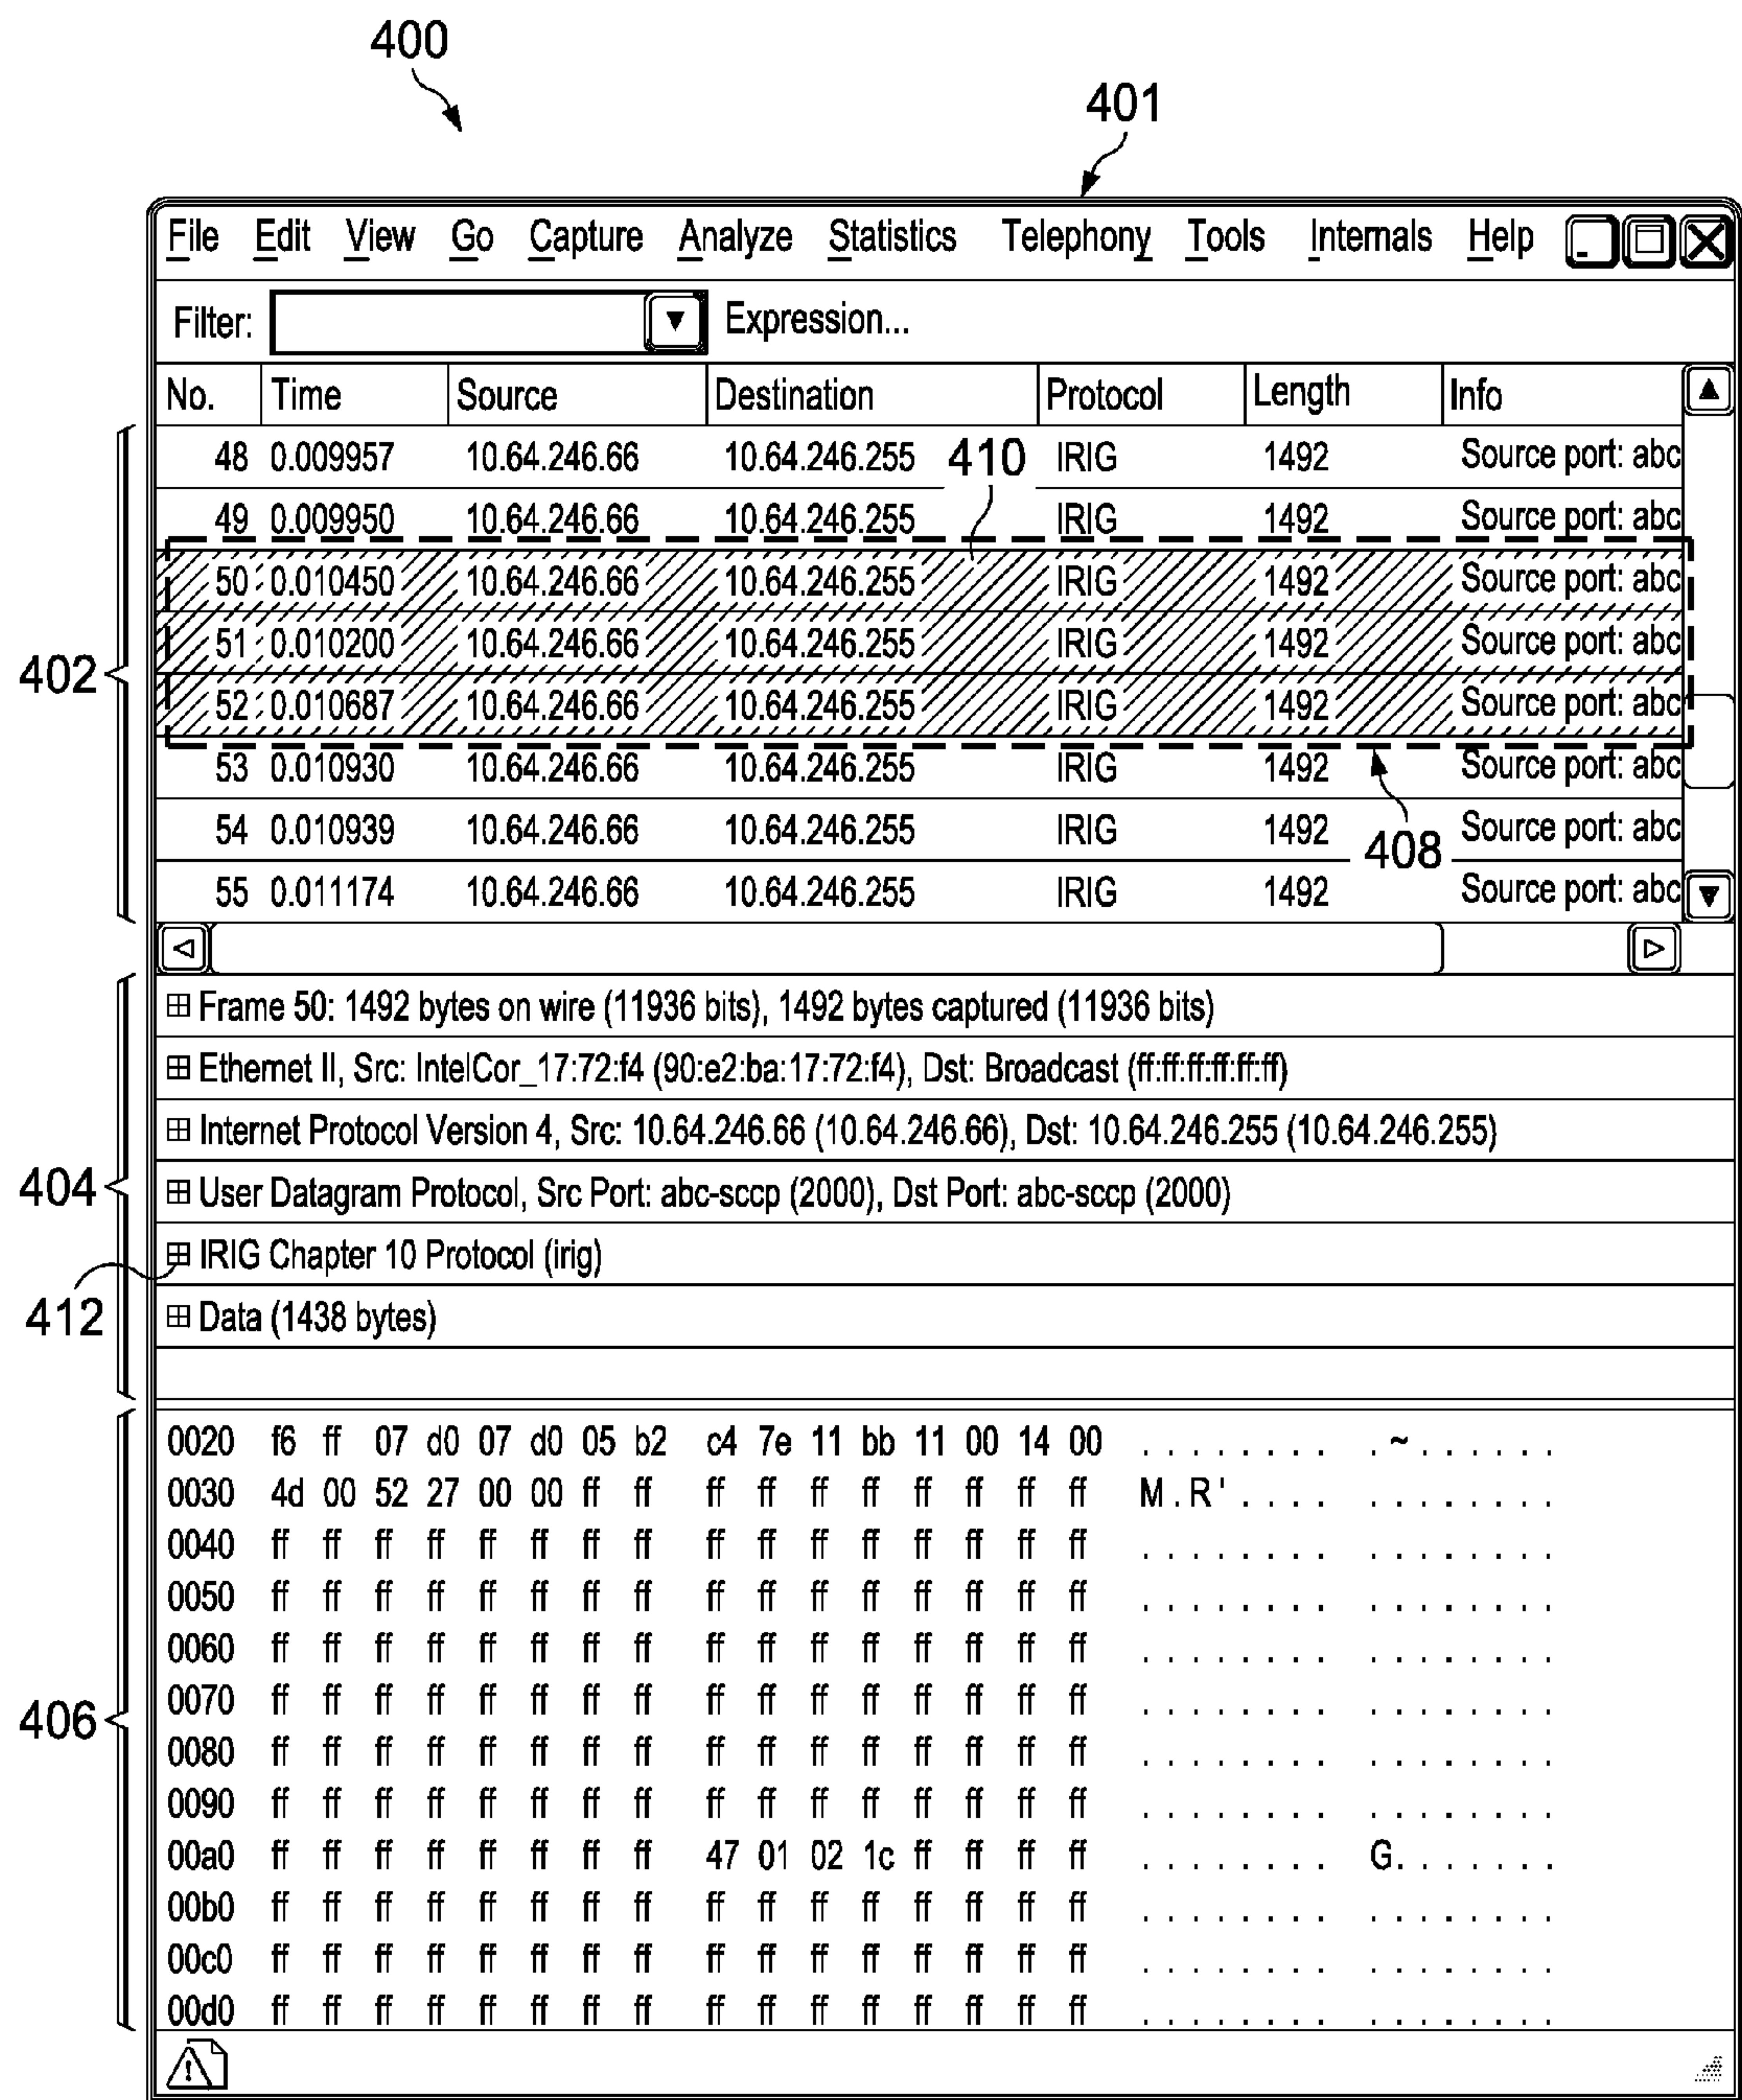 400
401
File Edit View Go Capture Analyze Statistics Telephony Tools Internals Help
Filter: Expression...
No. Time Source Destination Protocol Length Info
48 0.009957 10.64.246.66 10.64.246.255 410 IRIG 1492 Source port: abc
49 0.009950 10.64.246.66 10.64.246.255 IRIG 1492 Source port: abc
50 0.010450 10.64.246.66 10.64.246.255 IRIG 1492 Source port: abc
51 0.010200 10.64.246.66 10.64.246.255 IRIG 1492 Source port: abc
402
52 0.010687 10.64.246.66 10.64.246.255 IRIG 1492 Source port: abc
53 0.010930 10.64.246.66 10.64.246.255 IRIG 1492 Source port: abc
54 0.010939 10.64.246.66 10.64.246.255 IRIG 1492 Source port: abc
408
55 0.011174 10.64.246.66 10.64.246.255 IRIG 1492 Source port: abc
Frame 50: 1492 bytes on wire (11936 bits), 1492 bytes captured (11936 bits)
Ethernet II, Src: IntelCor_17:72:f4 (90:e2:ba:17:72:f4), Dst: Broadcast (ff:ff:ff:ff:ff:ff)
Internet Protocol Version 4, Src: 10.64.246.66 (10.64.246.66), Dst: 10.64.246.255 (10.64.246.255)
404
User Datagram Protocol, Src Port: abc-sccp (2000), Dst Port: abc-sccp (2000)
IRIG Chapter 10 Protocol (irig)
412
Data (1438 bytes)
0020 f6 ff 07 d0 07 d0 05 b2 c4 7e 11 bb 11 00 14 00 . . . . . . . . . ~ . . . . . .
0030 4d 00 52 27 00 00 ff ff ff ff ff ff ff ff ff ff M . R ' . . . . . . . . . . . .
0040 ff ff ff ff ff ff ff ff ff ff ff ff ff ff ff ff . . . . . . . . . . . . . . . .
0050 ff ff ff ff ff ff ff ff ff ff ff ff ff ff ff ff . . . . . . . . . . . . . . . .
0060 ff ff ff ff ff ff ff ff ff ff ff ff ff ff ff ff . . . . . . . . . . . . . . . .
0070 ff ff ff ff ff ff ff ff ff ff ff ff ff ff ff ff . . . . . . . . . . . . . . . .
406
0080 ff ff ff ff ff ff ff ff ff ff ff ff ff ff ff ff . . . . . . . . . . . . . . . .
0090 ff ff ff ff ff ff ff ff ff ff ff ff ff ff ff ff . . . . . . . . . . . . . . . .
00a0 ff ff ff ff ff ff ff ff 47 01 02 1c ff ff ff ff . . . . . . . . G . . . . . . .
00b0 ff ff ff ff ff ff ff ff ff ff ff ff ff ff ff ff . . . . . . . . . . . . . . . .
00c0 ff ff ff ff ff ff ff ff ff ff ff ff ff ff ff ff . . . . . . . . . . . . . . . .
00d0 ff ff ff ff ff ff ff ff ff ff ff ff ff ff ff ff . . . . . . . . . . . . . . . .